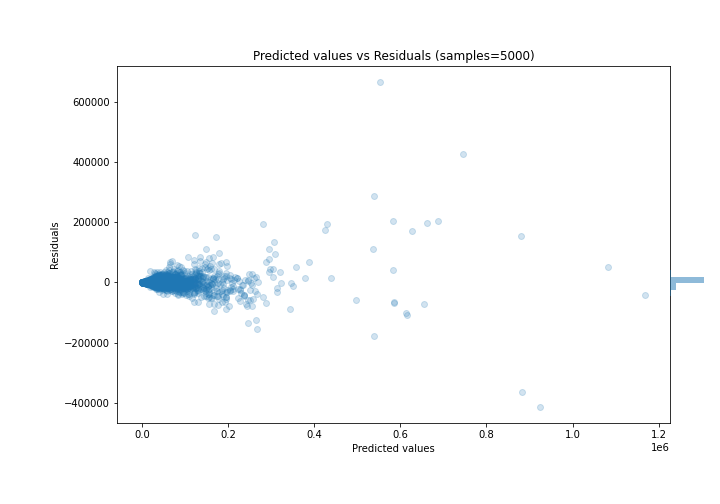 Predicted values vs Residuals (samples=5000)
600000
400000
200000
0
−200000
−400000
Residuals
0.0 0.2 0.4 0.6 0.8 1.0 1.2
1e6
Predicted values